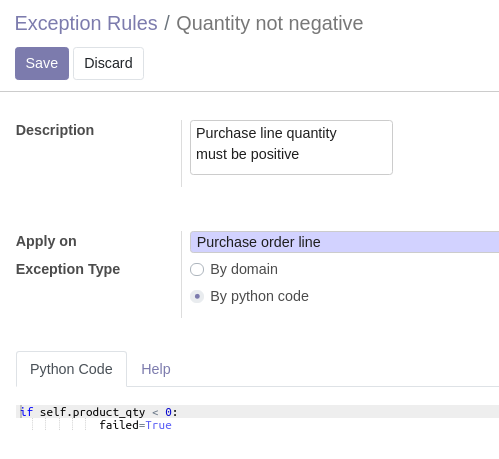 Exception Rules / Quantity not negative
Save Discard
Description
Purchase line quantity
must be positive
Apply on
Purchase order line
Exception Type
By domain
By python code
Python Code Help
if self.product_qty < 0:
failed=True